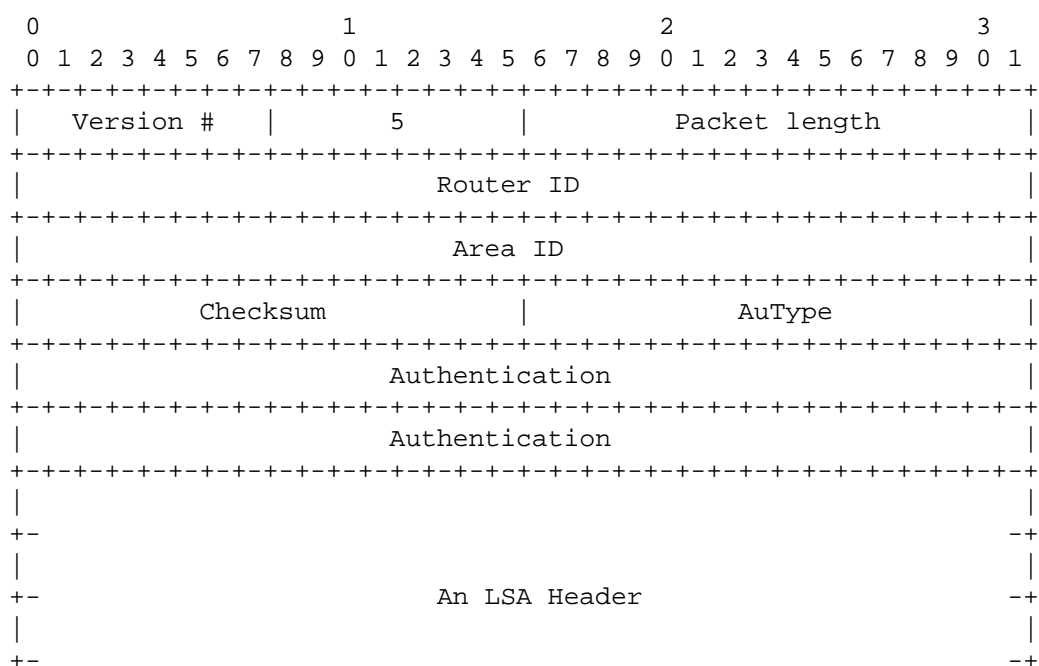 0                   1                   2                   3
0 1 2 3 4 5 6 7 8 9 0 1 2 3 4 5 6 7 8 9 0 1 2 3 4 5 6 7 8 9 0 1
+-+-+-+-+-+-+-+-+-+-+-+-+-+-+-+-+-+-+-+-+-+-+-+-+-+-+-+-+-+-+-+-+
|   Version #   |       5       |         Packet length         |
+-+-+-+-+-+-+-+-+-+-+-+-+-+-+-+-+-+-+-+-+-+-+-+-+-+-+-+-+-+-+-+-+
|                          Router ID                            |
+-+-+-+-+-+-+-+-+-+-+-+-+-+-+-+-+-+-+-+-+-+-+-+-+-+-+-+-+-+-+-+-+
|                           Area ID                             |
+-+-+-+-+-+-+-+-+-+-+-+-+-+-+-+-+-+-+-+-+-+-+-+-+-+-+-+-+-+-+-+-+
|           Checksum            |             AuType            |
+-+-+-+-+-+-+-+-+-+-+-+-+-+-+-+-+-+-+-+-+-+-+-+-+-+-+-+-+-+-+-+-+
|                       Authentication                          |
+-+-+-+-+-+-+-+-+-+-+-+-+-+-+-+-+-+-+-+-+-+-+-+-+-+-+-+-+-+-+-+-+
|                       Authentication                          |
+-+-+-+-+-+-+-+-+-+-+-+-+-+-+-+-+-+-+-+-+-+-+-+-+-+-+-+-+-+-+-+-+
|                                                               |
+-                                                             -+
|                                                               |
+-                         An LSA Header                       -+
|                                                               |
+-                                                             -+